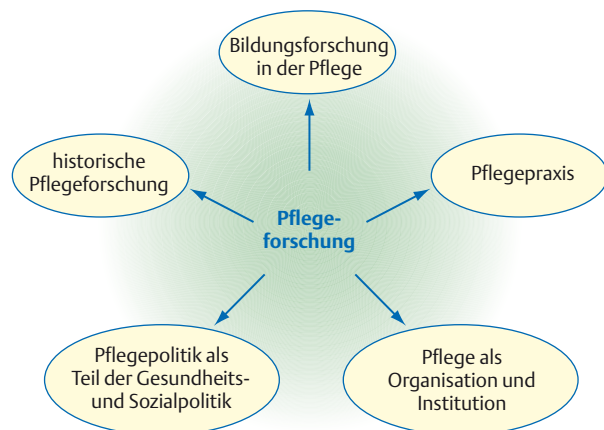 Bildungsforschung
in der Pflege
historische
Pflegeforschung
Pflegepraxis
Pflege-
forschung
Pflegepolitik als
Teil der Gesundheits-
und Sozialpolitik
Pflege als
Organisation und
Institution